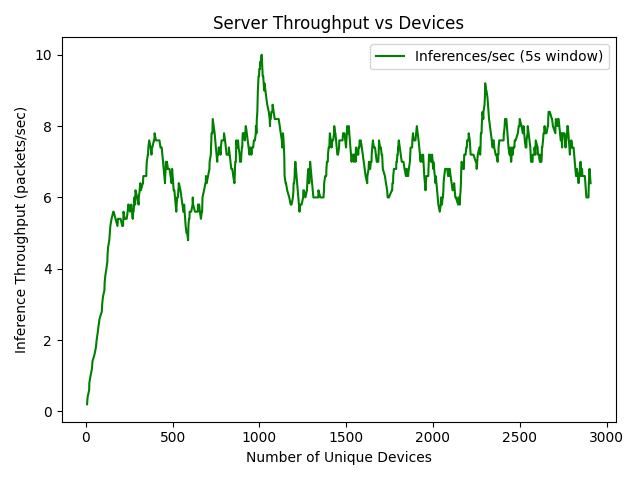 Server Throughput vs Devices
Inferences/sec (5s window)
Inference Throughput (packets/sec)
10
8
6
4
2
0
0 500 1000 1500 2000 2500 3000
Number of Unique Devices